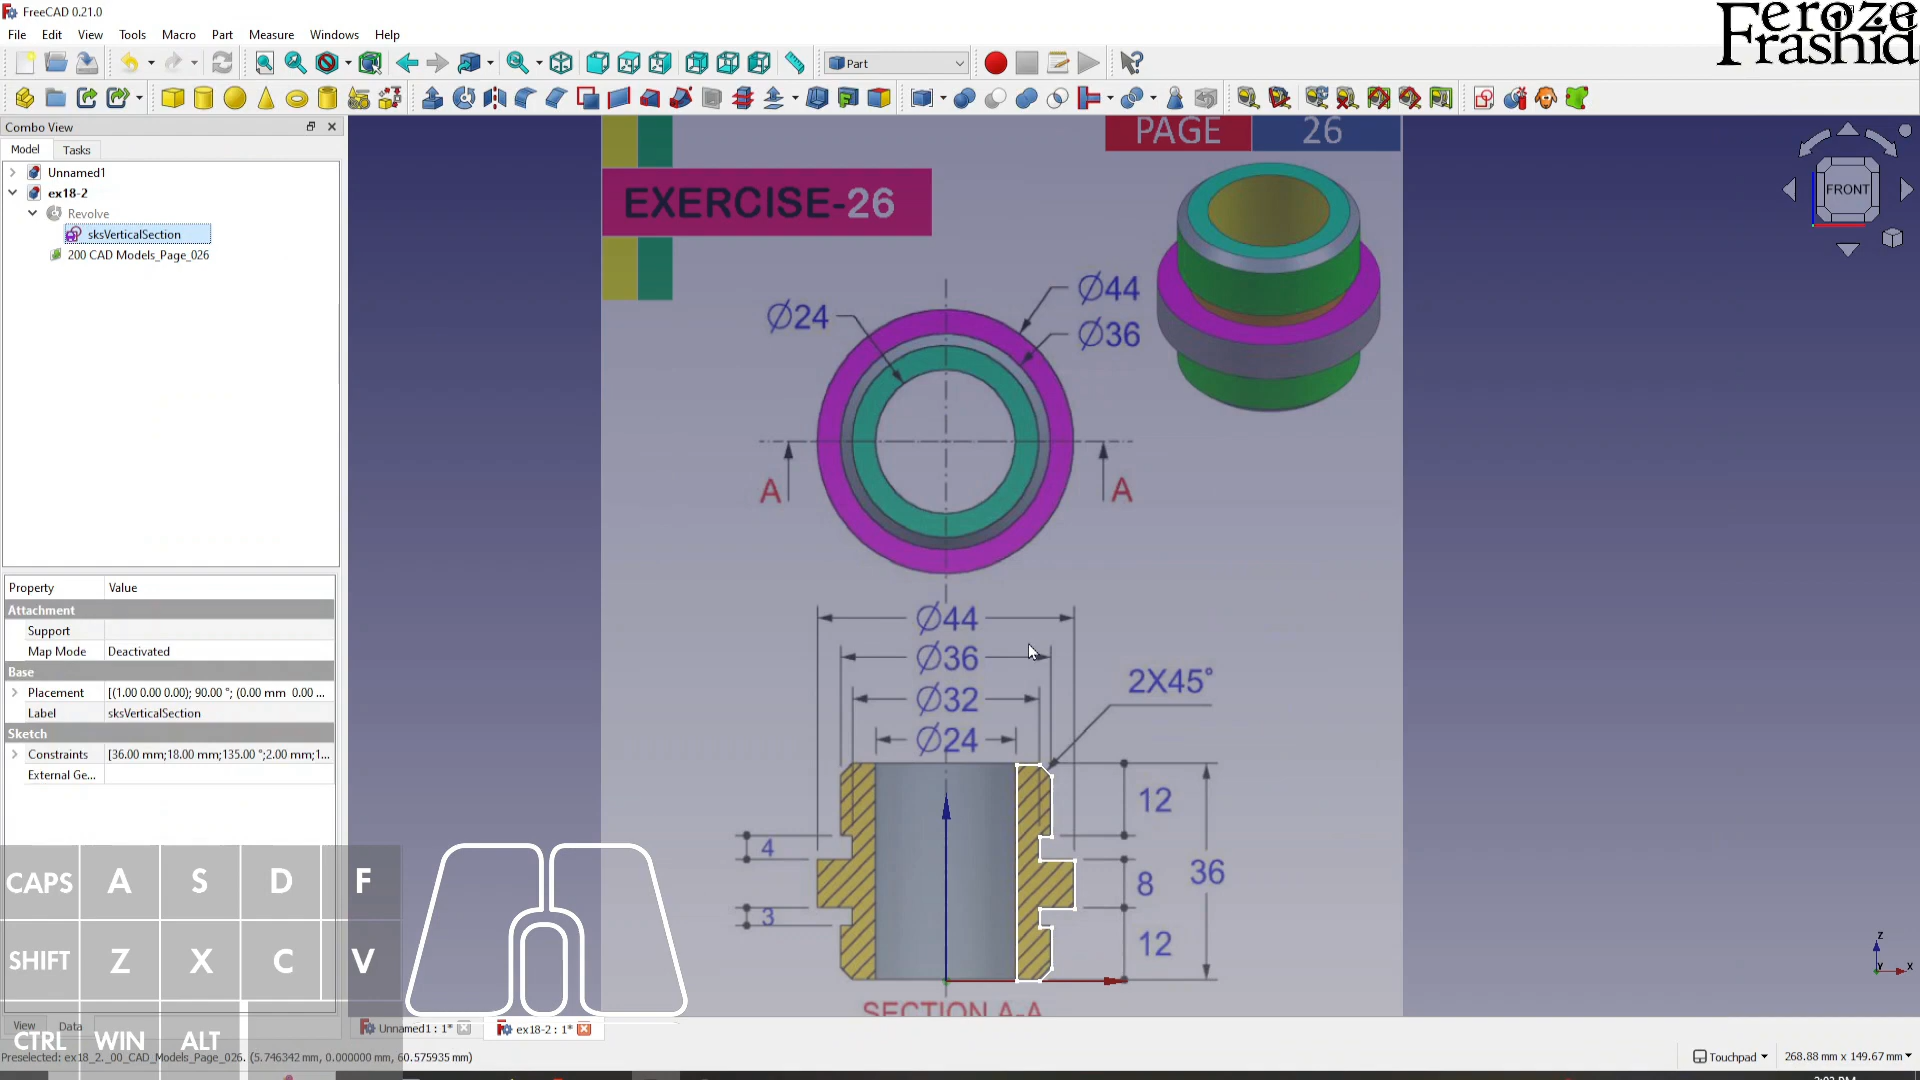 FreeCAD 0.21.0
Feroze
Frashid
File Edit View Tools Macro Part Measure Windows Help
Part
Combo View
Model Tasks
Unnamed1
ex18-2
Revolve
sksVerticalSection
200 CAD Models_Page_026
Property Value
Attachment
Support
Map Mode Deactivated
Base
Placement [(1.00 0.00 0.00); 90.00 °; (0.00 mm 0.00 ...
Label sksVerticalSection
Sketch
Constraints [36.00 mm;18.00 mm;135.00 °;2.00 mm;1...
External Ge...
PAGE 26
EXERCISE-26
Ø24
Ø44
Ø36
A A
Ø44
Ø36
Ø32
Ø24
2X45°
12
4
8
36
3
12
SECTION A-A
FRONT
Z
Y
X
CAPS A S D F
SHIFT Z X C V
CTRL WIN ALT
View Data
Unnamed1 : 1*
ex18-2 : 1*
Preselected: ex18_2._00_CAD_Models_Page_026. (5.746342 mm, 0.000000 mm, 60.575935 mm)
Touchpad
268.88 mm x 149.67 mm